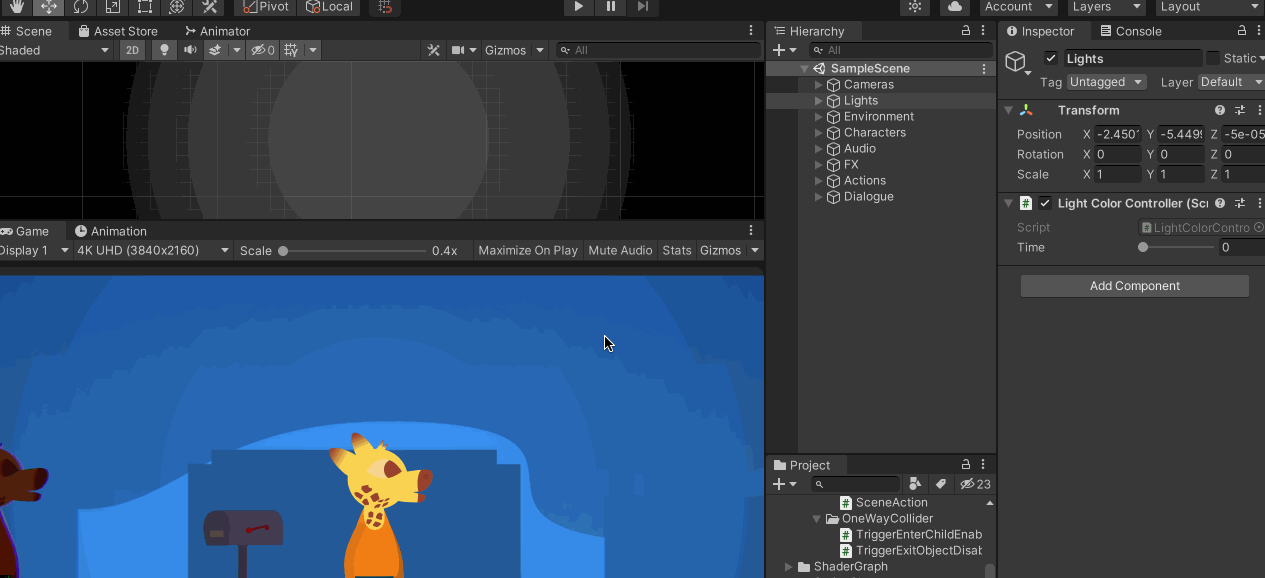 Pivot Local Account Layers Layout
Scene Asset Store Animator
Shaded 2D 0 Gizmos All
Game Animation
Display 1 4K UHD (3840x2160) Scale 0.4x Maximize On Play Mute Audio Stats Gizmos
Hierarchy
All
SampleScene
Cameras
Lights
Environment
Characters
Audio
FX
Actions
Dialogue
Project
23
SceneAction
OneWayCollider
TriggerEnterChildEnab
TriggerExitObjectDisat
ShaderGraph
Inspector Console
Lights Static
Tag Untagged Layer Default
Transform
Position X -2.450 Y -5.449 Z -5e-05
Rotation X 0 Y 0 Z 0
Scale X 1 Y 1 Z 1
# Light Color Controller (Scr
Script # LightColorContro
Time 0
Add Component